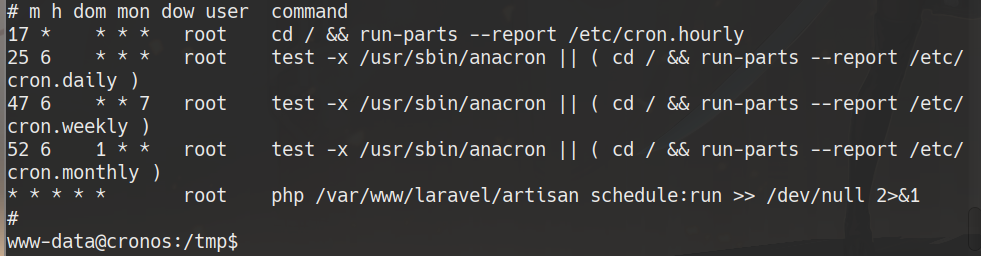 # m h dom mon dow user  command
17 *    * * *   root    cd / && run-parts --report /etc/cron.hourly
25 6    * * *   root    test -x /usr/sbin/anacron || ( cd / && run-parts --report /etc/
cron.daily )
47 6    * * 7   root    test -x /usr/sbin/anacron || ( cd / && run-parts --report /etc/
cron.weekly )
52 6    1 * *   root    test -x /usr/sbin/anacron || ( cd / && run-parts --report /etc/
cron.monthly )
* * * * *       root    php /var/www/laravel/artisan schedule:run >> /dev/null 2>&1
#
www-data@cronos:/tmp$